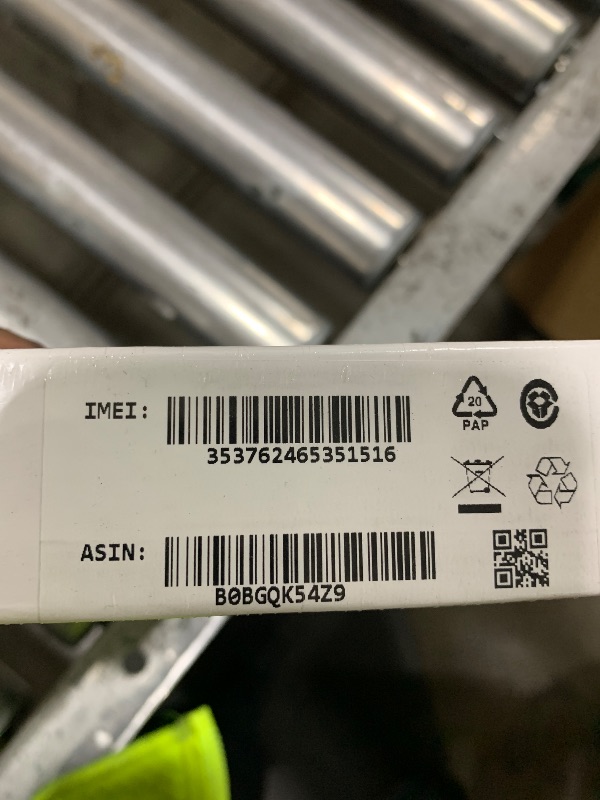 IMEI:
353762465351516
20
PAP
ASIN:
B0BGQK54Z9